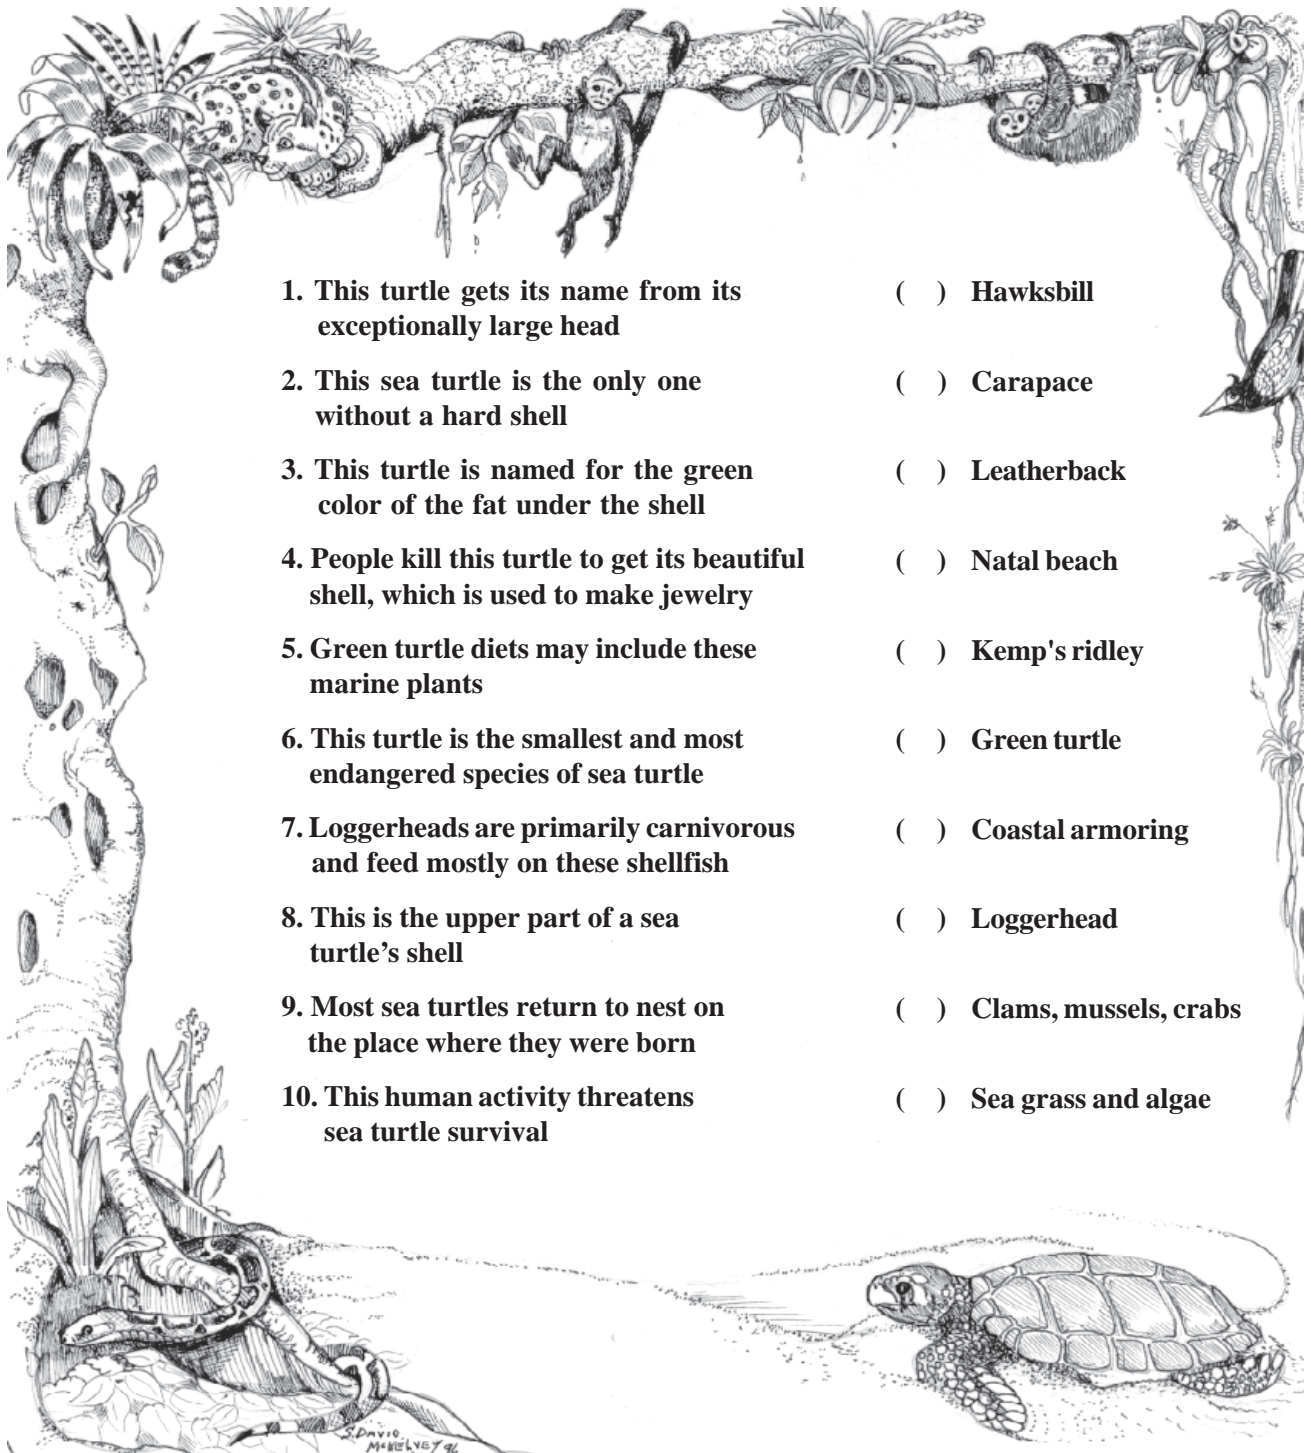 1. This turtle gets its name from its
exceptionally large head
( ) Hawksbill
2. This sea turtle is the only one
without a hard shell
( ) Carapace
3. This turtle is named for the green
color of the fat under the shell
( ) Leatherback
4. People kill this turtle to get its beautiful
shell, which is used to make jewelry
( ) Natal beach
5. Green turtle diets may include these
marine plants
( ) Kemp's ridley
6. This turtle is the smallest and most
endangered species of sea turtle
( ) Green turtle
7. Loggerheads are primarily carnivorous
and feed mostly on these shellfish
( ) Coastal armoring
8. This is the upper part of a sea
turtle’s shell
( ) Loggerhead
9. Most sea turtles return to nest on
the place where they were born
( ) Clams, mussels, crabs
10. This human activity threatens
sea turtle survival
( ) Sea grass and algae
S. DAVID
MCKELVEY 96